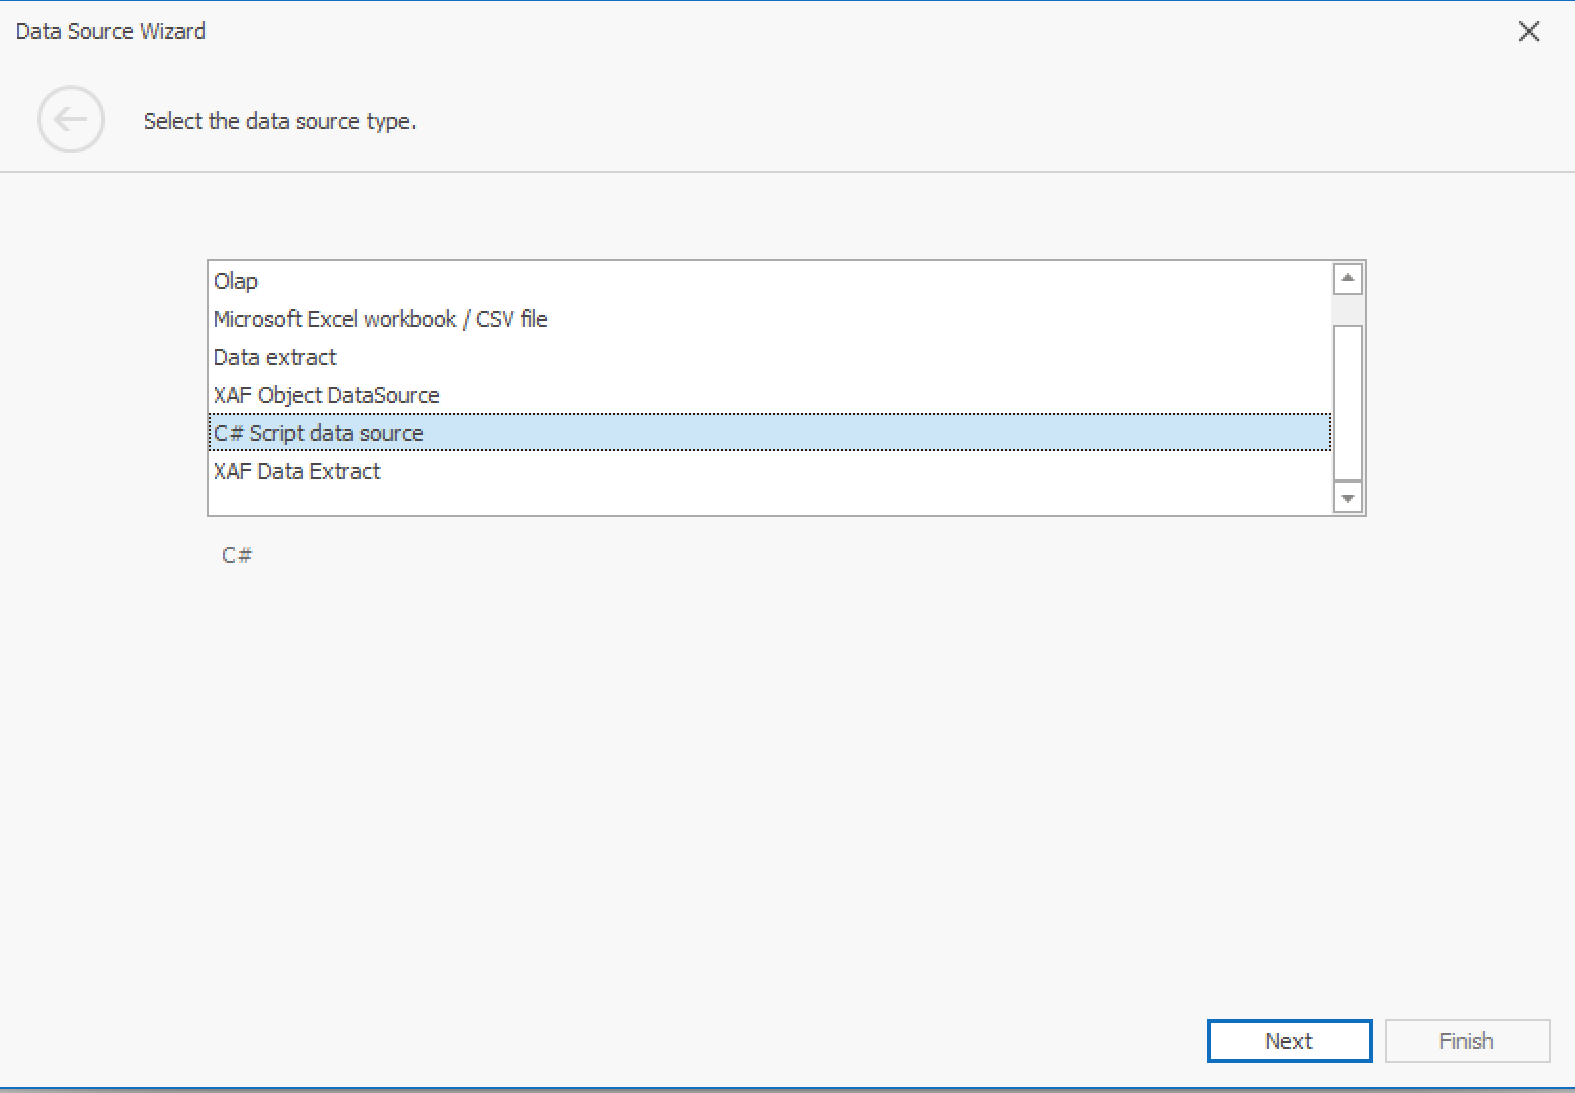 Data Source Wizard
Select the data source type.
Olap
Microsoft Excel workbook / CSV file
Data extract
XAF Object DataSource
C# Script data source
XAF Data Extract
C#
Next
Finish